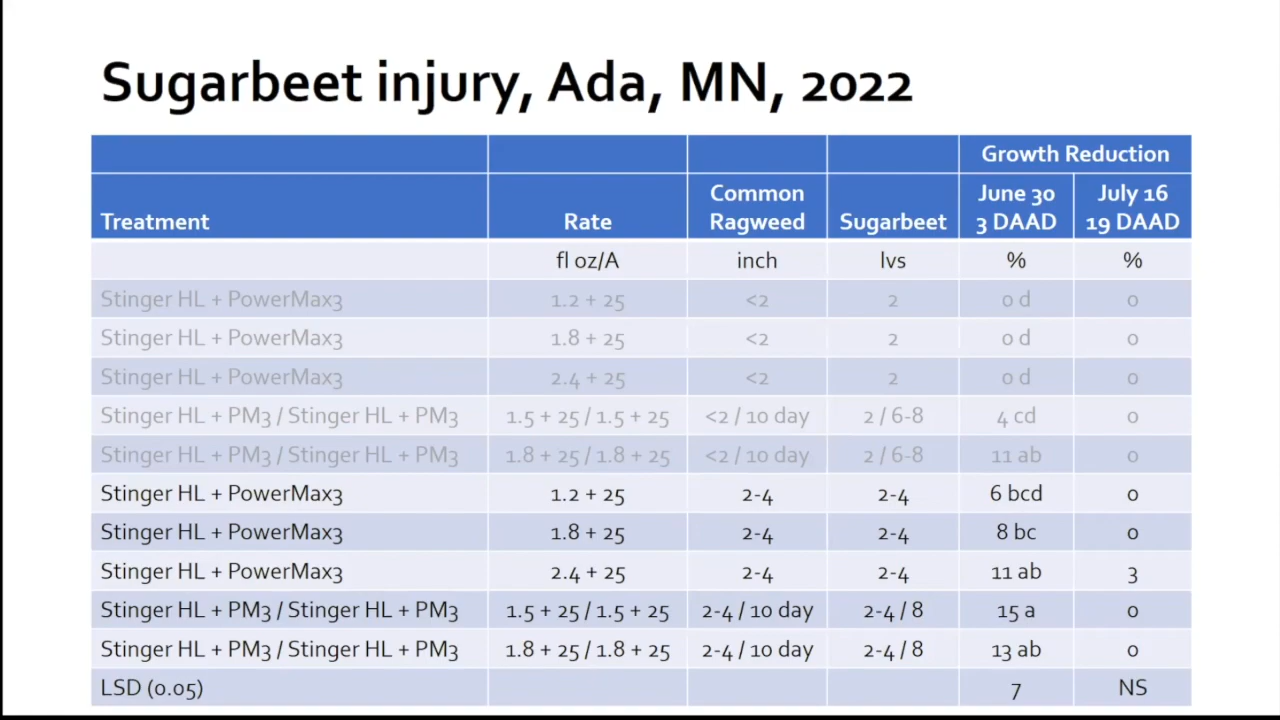 Sugarbeet injury, Ada, MN, 2022
Growth Reduction
Treatment Rate Common Ragweed Sugarbeet June 30 3 DAAD July 16 19 DAAD
fl oz/A inch lvs % %
Stinger HL + PowerMax3 1.2 + 25 <2 2 0 d 0
Stinger HL + PowerMax3 1.8 + 25 <2 2 0 d 0
Stinger HL + PowerMax3 2.4 + 25 <2 2 0 d 0
Stinger HL + PM3 / Stinger HL + PM3 1.5 + 25 / 1.5 + 25 <2 / 10 day 2 / 6-8 4 cd 0
Stinger HL + PM3 / Stinger HL + PM3 1.8 + 25 / 1.8 + 25 <2 / 10 day 2 / 6-8 11 ab 0
Stinger HL + PowerMax3 1.2 + 25 2-4 2-4 6 bcd 0
Stinger HL + PowerMax3 1.8 + 25 2-4 2-4 8 bc 0
Stinger HL + PowerMax3 2.4 + 25 2-4 2-4 11 ab 3
Stinger HL + PM3 / Stinger HL + PM3 1.5 + 25 / 1.5 + 25 2-4 / 10 day 2-4 / 8 15 a 0
Stinger HL + PM3 / Stinger HL + PM3 1.8 + 25 / 1.8 + 25 2-4 / 10 day 2-4 / 8 13 ab 0
LSD (0.05) 7 NS